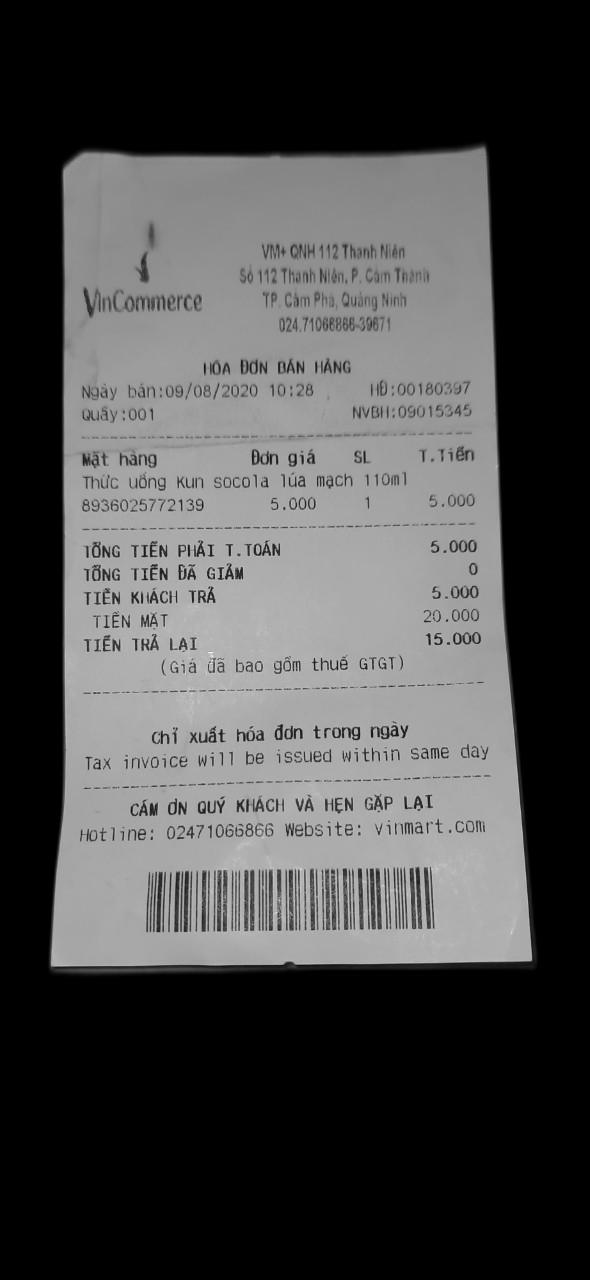 VinCommerce
VM+ QNH 112 Thanh Niên
Số 112 Thanh Niên, P. Cẩm Thành
TP. Cẩm Phả, Quảng Ninh
024.71066866-39671
HÓA ĐƠN BÁN HÀNG
Ngày bán:09/08/2020 10:28 HĐ:00180397
Quầy:001 NVBH:09015345
Mặt hàng Đơn giá SL T.Tiền
Thức uống Kun socola lúa mạch 110ml
8936025772139 5.000 1 5.000
TỔNG TIỀN PHẢI T.TOÁN 5.000
TỔNG TIỀN ĐÃ GIẢM 0
TIỀN KHÁCH TRẢ 5.000
TIỀN MẶT 20.000
TIỀN TRẢ LẠI 15.000
(Giá đã bao gồm thuế GTGT)
Chỉ xuất hóa đơn trong ngày
Tax invoice will be issued within same day
CẢM ƠN QUÝ KHÁCH VÀ HẸN GẶP LẠI
Hotline: 02471066866 Website: vinmart.com